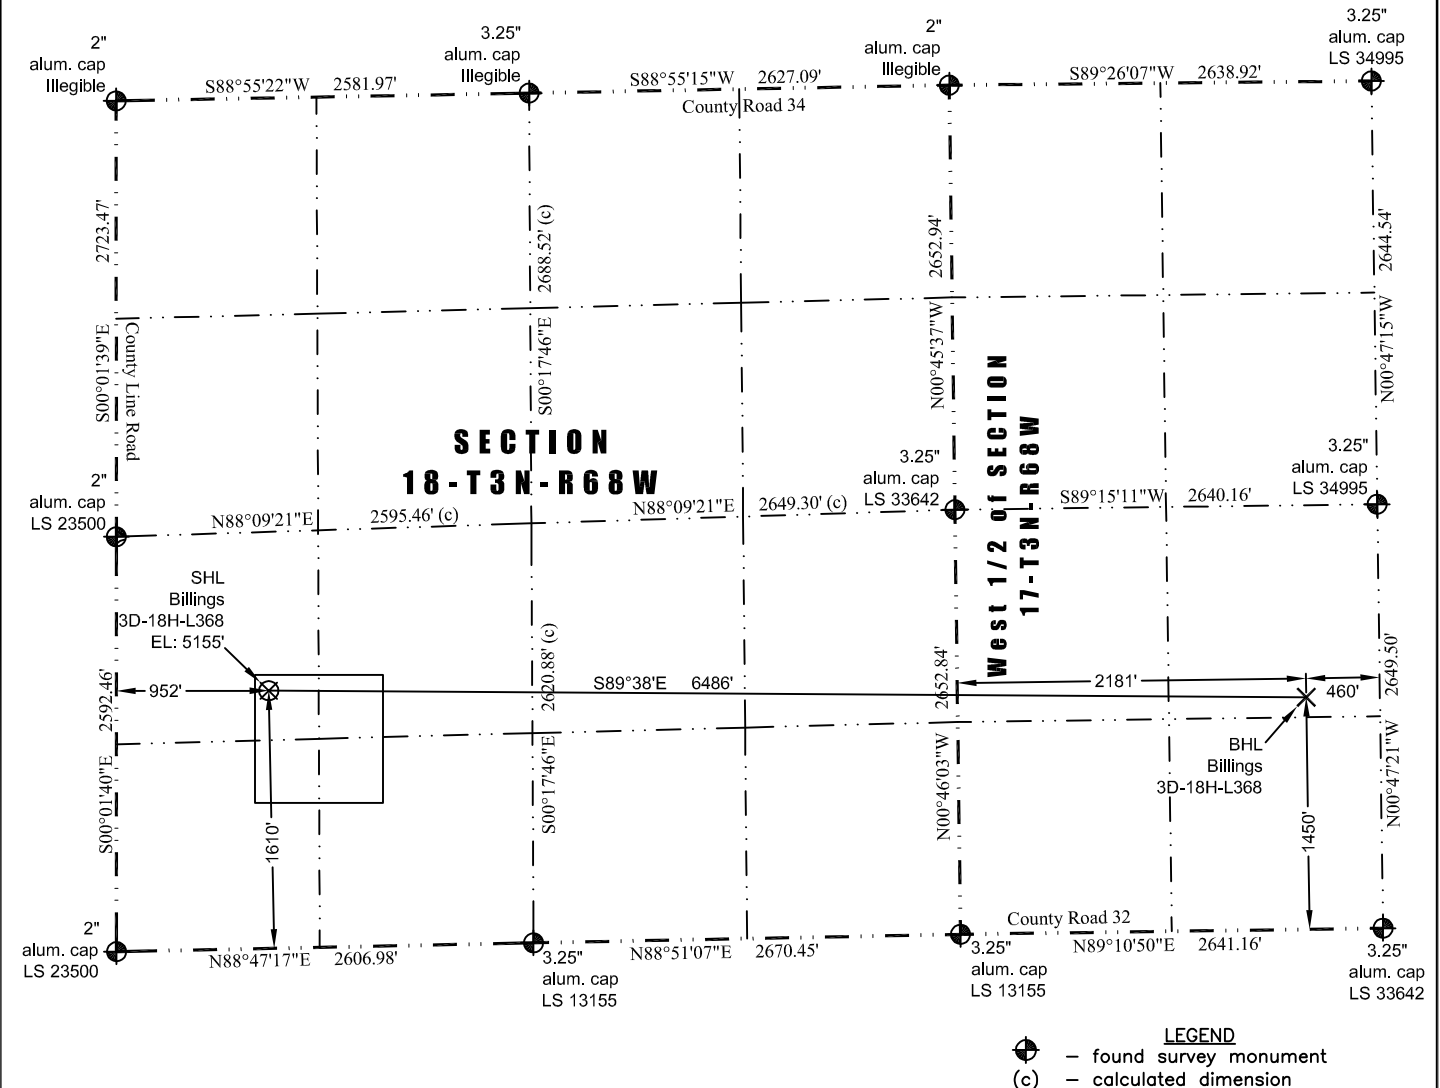 2"
alum. cap
Illegible
S88°55'22"W 2581.97'
3.25"
alum. cap
Illegible
S88°55'15"W 2627.09'
County Road 34
2"
alum. cap
Illegible
S89°26'07"W 2638.92'
3.25"
alum. cap
LS 34995
2723.47'
S00°01'39"E
County Line Road
2688.52' (c)
S00°17'46"E
2652.94'
N00°45'37"W
2644.54'
N00°47'15"W
SECTION
18-T3N-R68W
West 1/2 of SECTION
17-T3N-R68W
2"
alum. cap
LS 23500
N88°09'21"E 2595.46' (c)
N88°09'21"E 2649.30' (c)
3.25"
alum. cap
LS 33642
S89°15'11"W 2640.16'
3.25"
alum. cap
LS 34995
SHL
Billings
3D-18H-L368
EL: 5155'
952'
S89°38'E 6486'
2181'
460'
2592.46'
S00°01'40"E
1610'
2620.88' (c)
S00°17'46"E
2652.84'
N00°46'03"W
BHL
Billings
3D-18H-L368
1450'
2649.50'
N00°47'21"W
2"
alum. cap
LS 23500
N88°47'17"E 2606.98'
3.25"
alum. cap
LS 13155
N88°51'07"E 2670.45'
3.25"
alum. cap
LS 13155
County Road 32
N89°10'50"E 2641.16'
3.25"
alum. cap
LS 33642
LEGEND
– found survey monument
(c) – calculated dimension